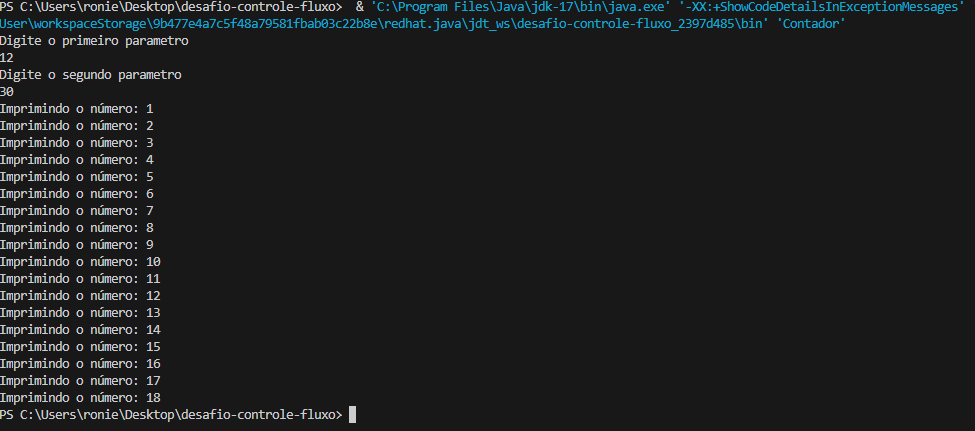 PS C:\Users\ronie\Desktop\desafio-controle-fluxo>  & 'C:\Program Files\Java\jdk-17\bin\java.exe' '-XX:+ShowCodeDetailsInExceptionMessages'
User\workspaceStorage\9b477e4a7c5f48a79581fbab03c22b8e\redhat.java\jdt_ws\desafio-controle-fluxo_2397d485\bin' 'Contador'
Digite o primeiro parametro
12
Digite o segundo parametro
30
Imprimindo o número: 1
Imprimindo o número: 2
Imprimindo o número: 3
Imprimindo o número: 4
Imprimindo o número: 5
Imprimindo o número: 6
Imprimindo o número: 7
Imprimindo o número: 8
Imprimindo o número: 9
Imprimindo o número: 10
Imprimindo o número: 11
Imprimindo o número: 12
Imprimindo o número: 13
Imprimindo o número: 14
Imprimindo o número: 15
Imprimindo o número: 16
Imprimindo o número: 17
Imprimindo o número: 18
PS C:\Users\ronie\Desktop\desafio-controle-fluxo>